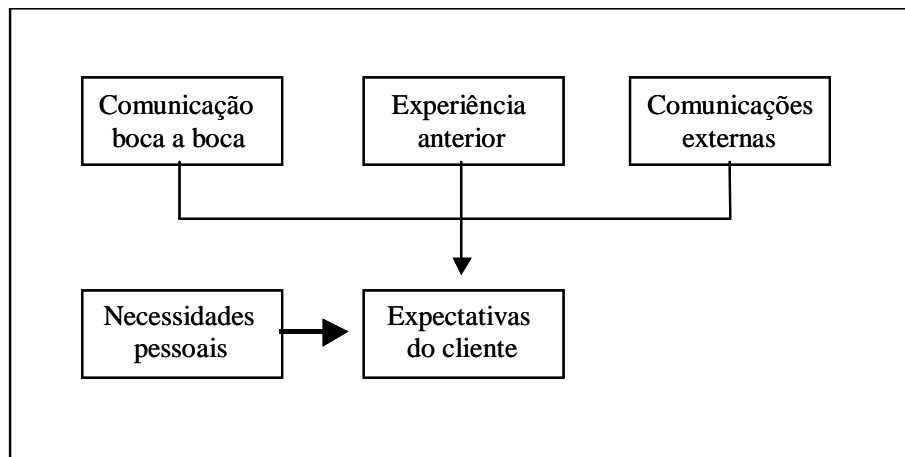 Comunicação
boca a boca
Experiência
anterior
Comunicações
externas
Necessidades
pessoais
Expectativas
do cliente